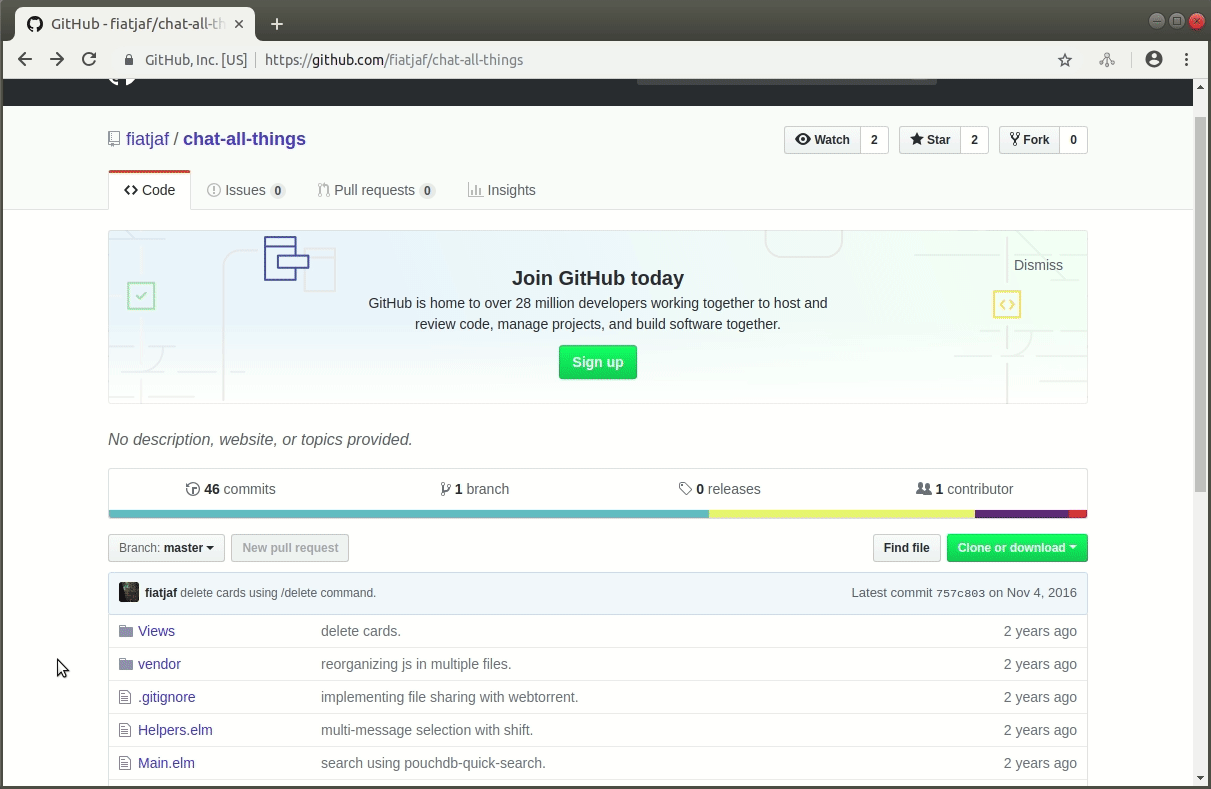 GitHub - fiatjaf/chat-all-th
GitHub, Inc. [US] https://github.com/fiatjaf/chat-all-things
fiatjaf / chat-all-things
Watch 2 Star 2 Fork 0
Code Issues 0 Pull requests 0 Insights
Dismiss
Join GitHub today
GitHub is home to over 28 million developers working together to host and
review code, manage projects, and build software together.
Sign up
No description, website, or topics provided.
46 commits 1 branch 0 releases 1 contributor
Branch: master New pull request Find file Clone or download
fiatjaf delete cards using /delete command. Latest commit 757c803 on Nov 4, 2016
Views delete cards. 2 years ago
vendor reorganizing js in multiple files. 2 years ago
.gitignore implementing file sharing with webtorrent. 2 years ago
Helpers.elm multi-message selection with shift. 2 years ago
Main.elm search using pouchdb-quick-search. 2 years ago